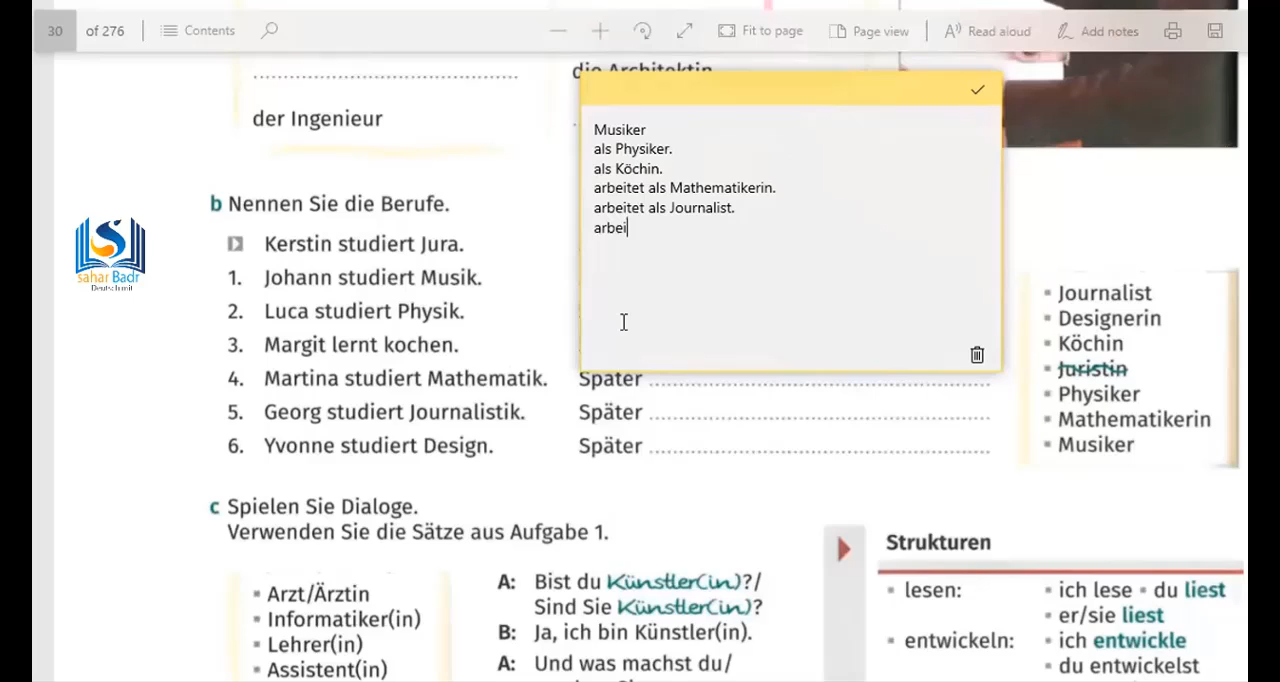 30 of 276 Contents Fit to page Page view Read aloud Add notes
der Ingenieur
die Architektin
Musiker
als Physiker.
als Köchin.
arbeitet als Mathematikerin.
arbeitet als Journalist.
arbei
sahar Badr
Deutsch mit
b Nennen Sie die Berufe.
Kerstin studiert Jura.
1. Johann studiert Musik.
2. Luca studiert Physik.
3. Margit lernt kochen.
4. Martina studiert Mathematik. Später
5. Georg studiert Journalistik. Später
6. Yvonne studiert Design. Später
Journalist
Designerin
Köchin
Juristin
Physiker
Mathematikerin
Musiker
c Spielen Sie Dialoge.
Verwenden Sie die Sätze aus Aufgabe 1.
Arzt/Ärztin
Informatiker(in)
Lehrer(in)
Assistent(in)
A: Bist du Künstler(in)?/
Sind Sie Künstler(in)?
B: Ja, ich bin Künstler(in).
A: Und was machst du/
Strukturen
lesen: ich lese du liest
er/sie liest
entwickeln: ich entwickle
du entwickelst